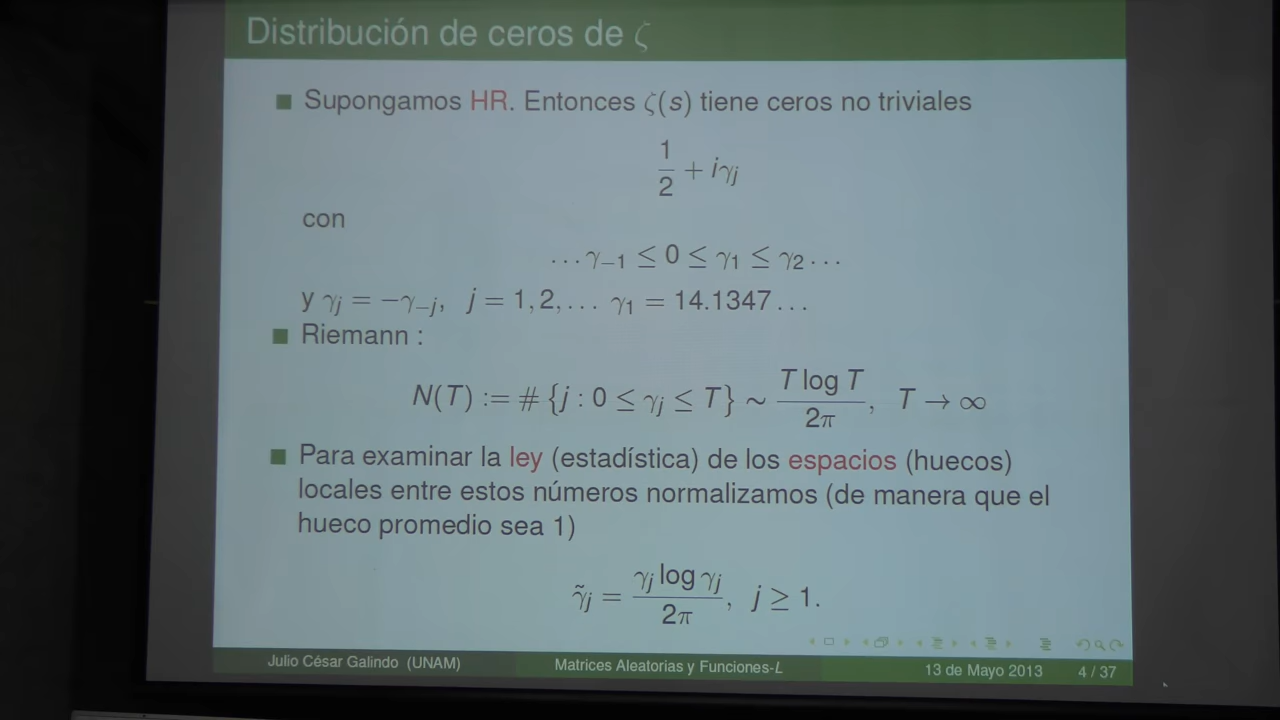 Distribución de ceros de ζ
Supongamos HR. Entonces ζ(s) tiene ceros no triviales
1/2 + iγ_j
con
...γ_{-1} ≤ 0 ≤ γ_1 ≤ γ_2...
y γ_j = −γ_{-j}, j = 1, 2, ... γ_1 = 14.1347...
Riemann :
N(T) := # {j : 0 ≤ γ_j ≤ T} ~ T log T / 2π, T → ∞
Para examinar la ley (estadística) de los espacios (huecos)
locales entre estos números normalizamos (de manera que el
hueco promedio sea 1)
γ̃_j = γ_j log γ_j / 2π, j ≥ 1.
Julio César Galindo (UNAM) Matrices Aleatorias y Funciones-L 13 de Mayo 2013 4 / 37